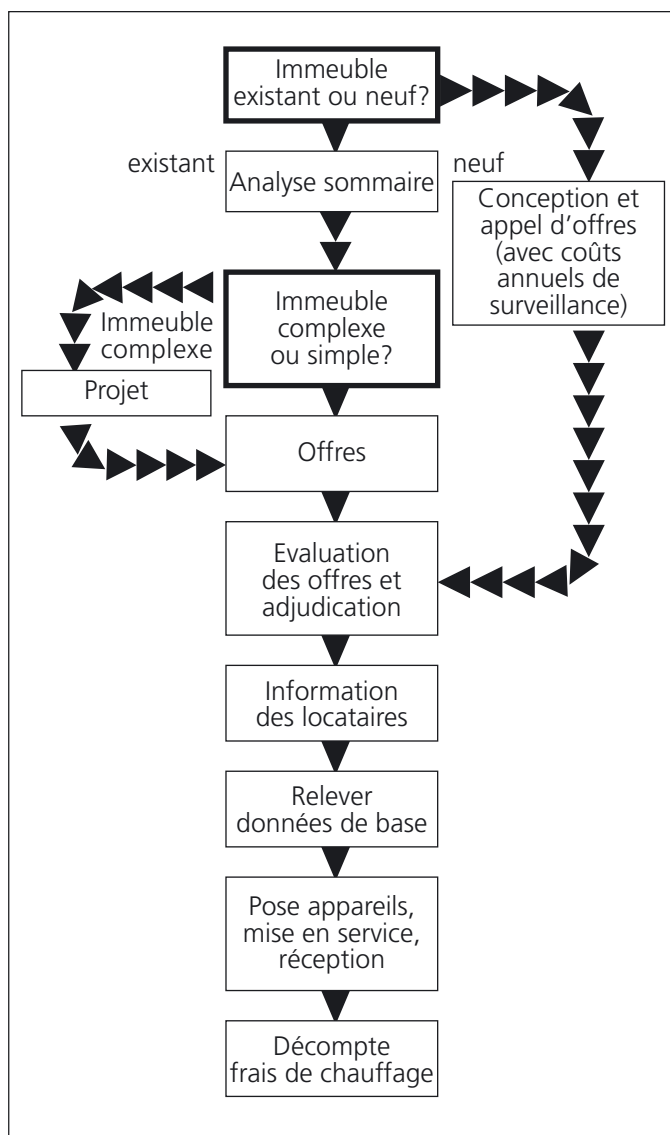 Immeuble
existant ou neuf?
existant
neuf
Analyse sommaire
Conception et
appel d'offres
(avec coûts
annuels de
surveillance)
Immeuble
complexe
ou simple?
Immeuble
complexe
Projet
Offres
Evaluation
des offres et
adjudication
Information
des locataires
Relever
données de base
Pose appareils,
mise en service,
réception
Décompte
frais de chauffage